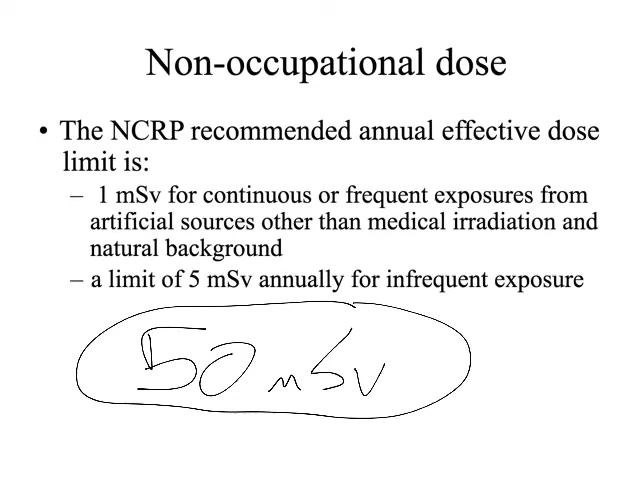 Non-occupational dose
• The NCRP recommended annual effective dose
limit is:
– 1 mSv for continuous or frequent exposures from
artificial sources other than medical irradiation and
natural background
– a limit of 5 mSv annually for infrequent exposure
50 mSv